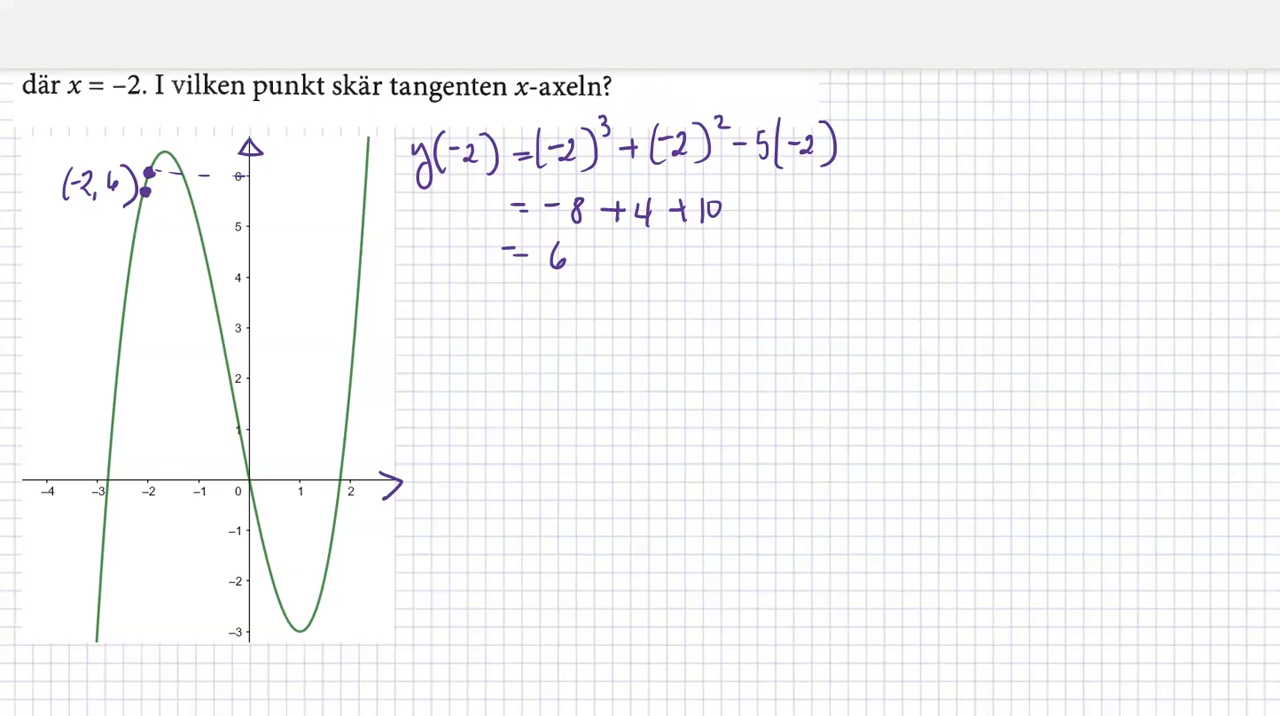 där x = –2. I vilken punkt skär tangenten x-axeln?
y(-2) = (-2)³ + (-2)² - 5(-2)
= -8 + 4 + 10
= 6
(-2, 6)
6
5
4
3
2
1
–4 –3 –2 –1 0 1 2
–1
–2
–3